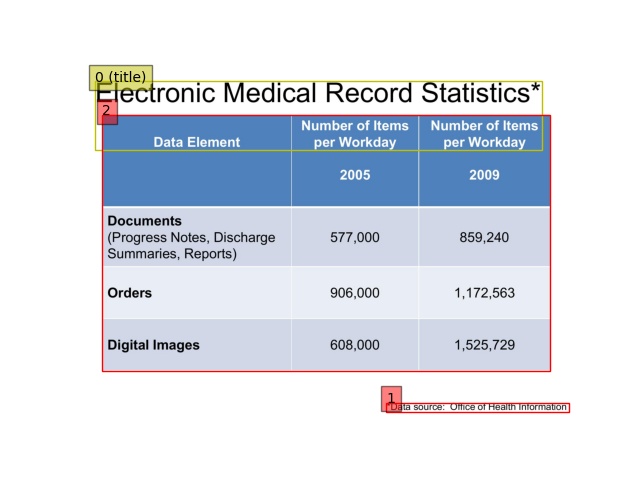 0 (title)
Electronic Medical Record Statistics*
2
Data Element
Number of Items per Workday
2005
Number of Items per Workday
2009
Documents
(Progress Notes, Discharge
Summaries, Reports)
577,000
859,240
Orders
906,000
1,172,563
Digital Images
608,000
1,525,729
1
*Data source: Office of Health Information